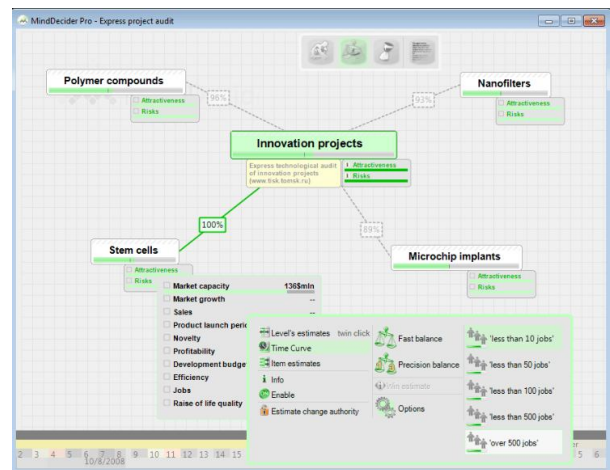 MindDecider Pro - Express project audit
Polymer compounds
Attractiveness
Risks
96%
Nanofilters
Attractiveness
Risks
93%
Innovation projects
Express technological audit
of innovation projects
(www.tisk.tomsk.ru)
Attractiveness
Risks
100%
89%
Stem cells
Attractiveness
Risks
Microchip implants
Attractiveness
Risks
Market capacity 136$mln
Market growth --
Sales --
Product launch peri
Novelty
Profitability
Development budge
Efficiency
Jobs
Raise of life quality
Level's estimates twin click
Time Curve
Item estimates
Info
Enable
Estimate change authority
Fast balance
Precision balance
Win estimate
Options
'less than 10 jobs'
'less than 50 jobs'
'less than 100 jobs'
'less than 500 jobs'
'over 500 jobs'
2 3 4 5 6 7 8 9 10 11 12 13 14 15
10/8/2008
5 6